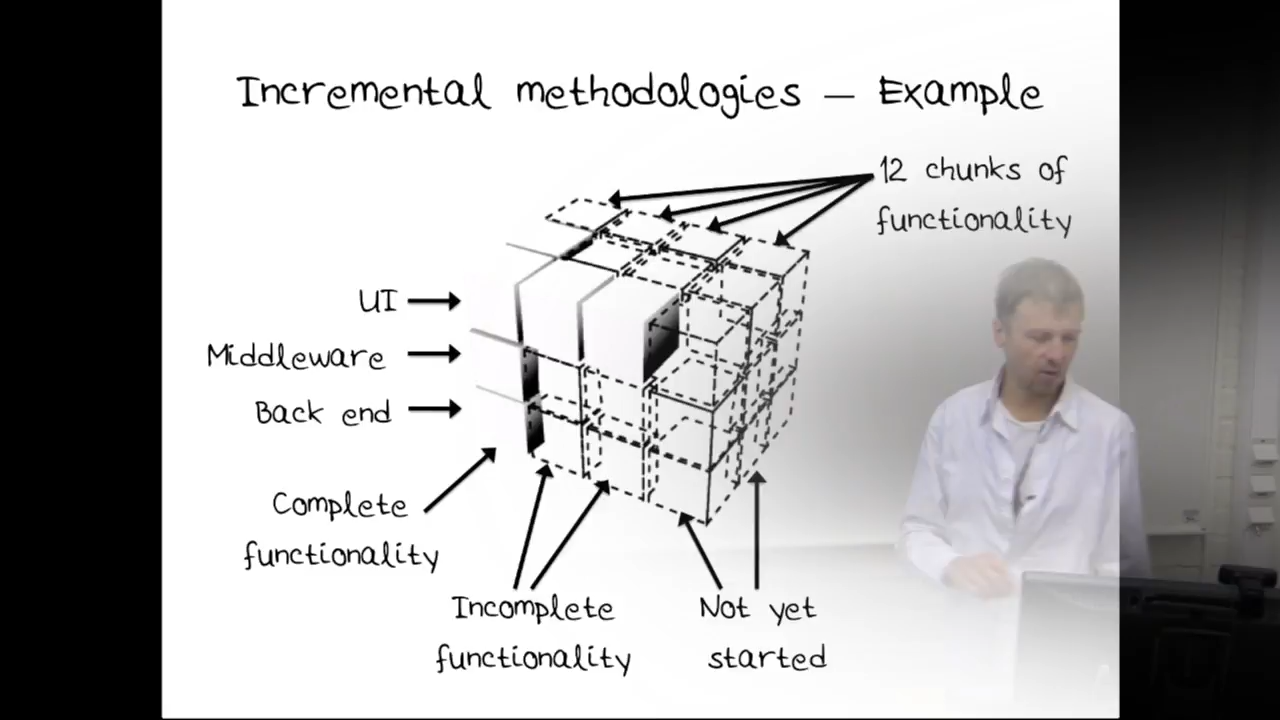 Incremental methodologies – Example
12 chunks of
functionality
UI
Middleware
Back end
Complete
functionality
Incomplete
functionality
Not yet
started